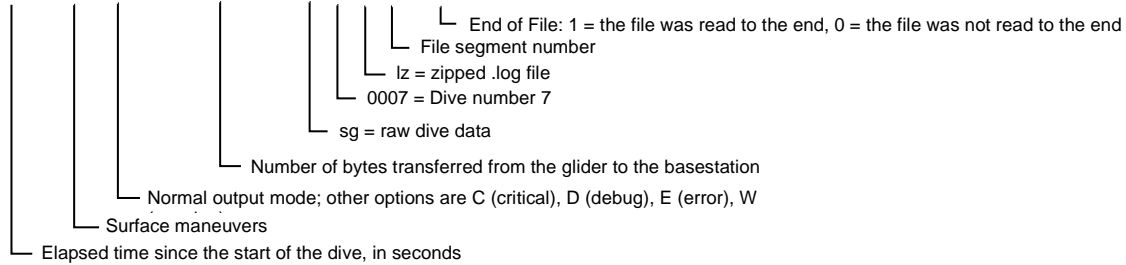 End of File: 1 = the file was read to the end, 0 = the file was not read to the end
File segment number
lz = zipped .log file
0007 = Dive number 7
sg = raw dive data
Number of bytes transferred from the glider to the basestation
Normal output mode; other options are C (critical), D (debug), E (error), W
Surface maneuvers
Elapsed time since the start of the dive, in seconds